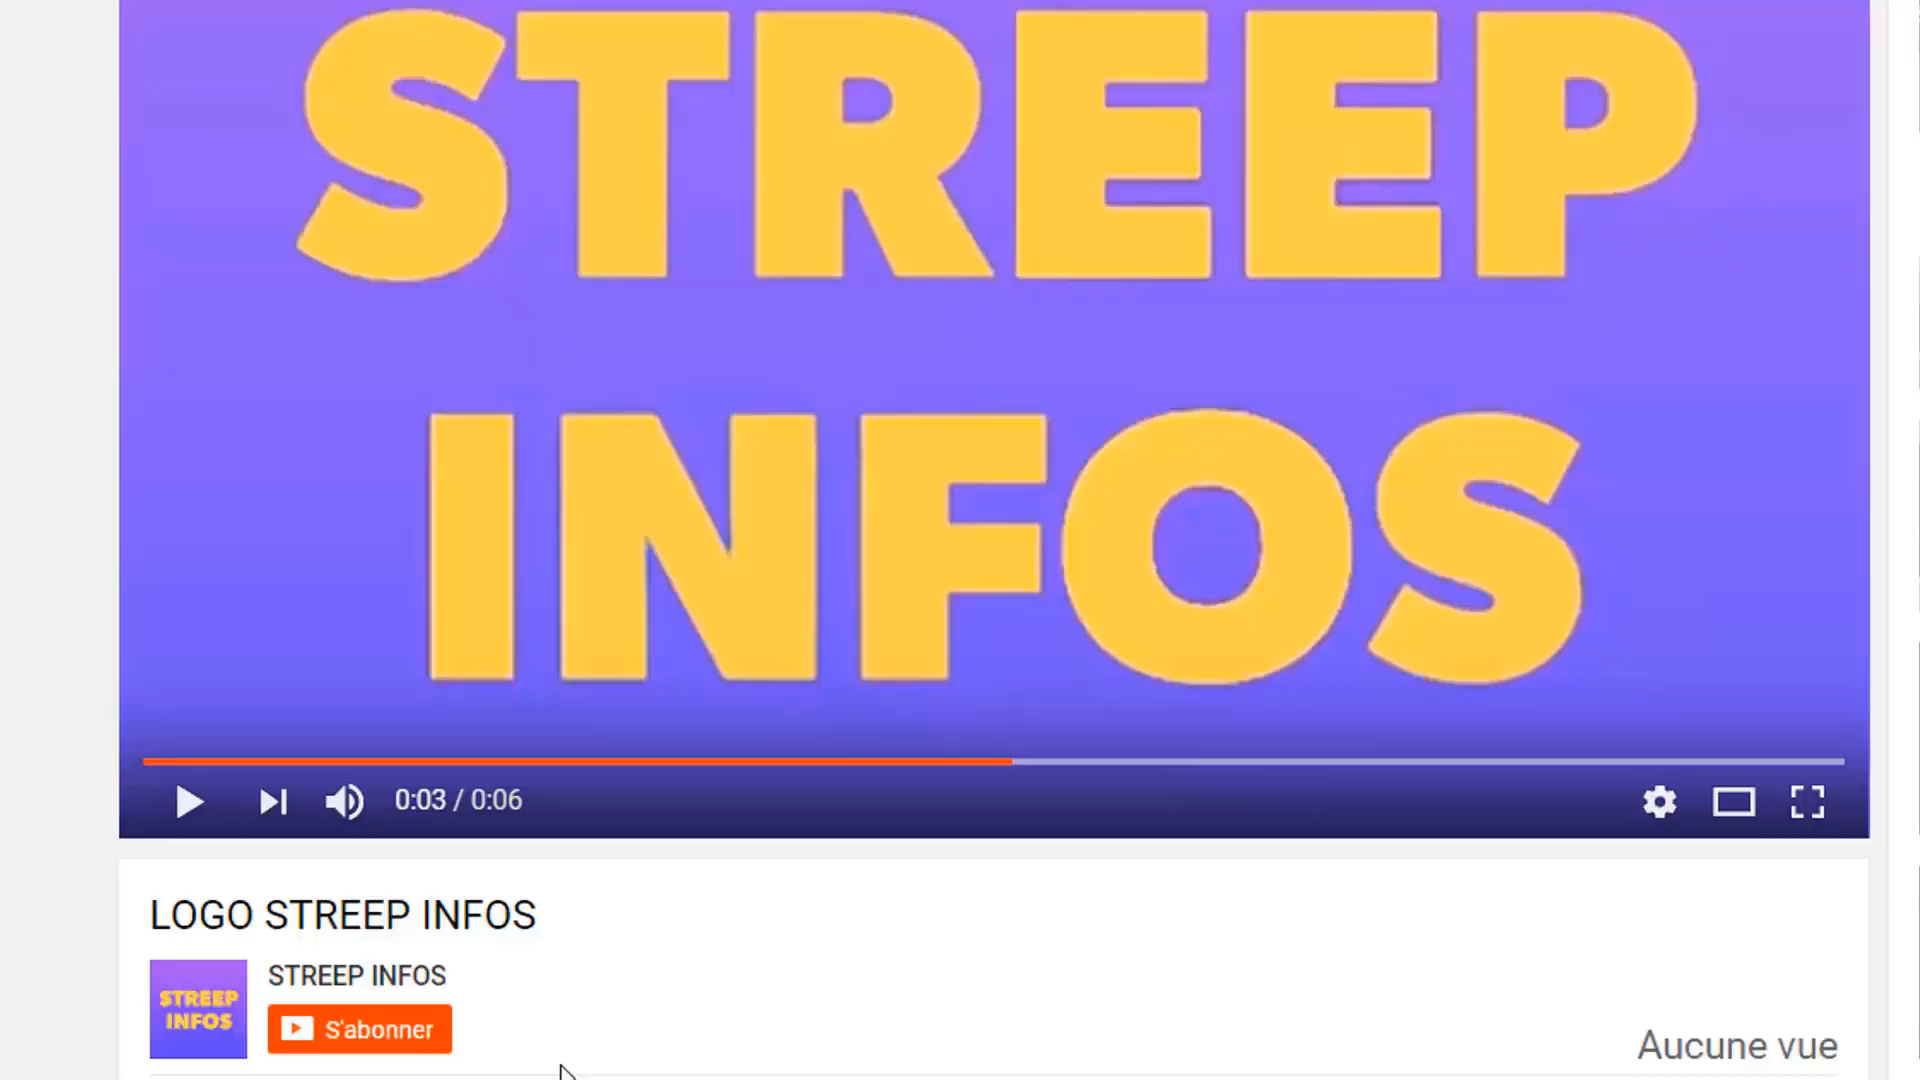 STREEP
INFOS
0:03 / 0:06
LOGO STREEP INFOS
STREEP INFOS
STREEP
INFOS
S'abonner
Aucune vue